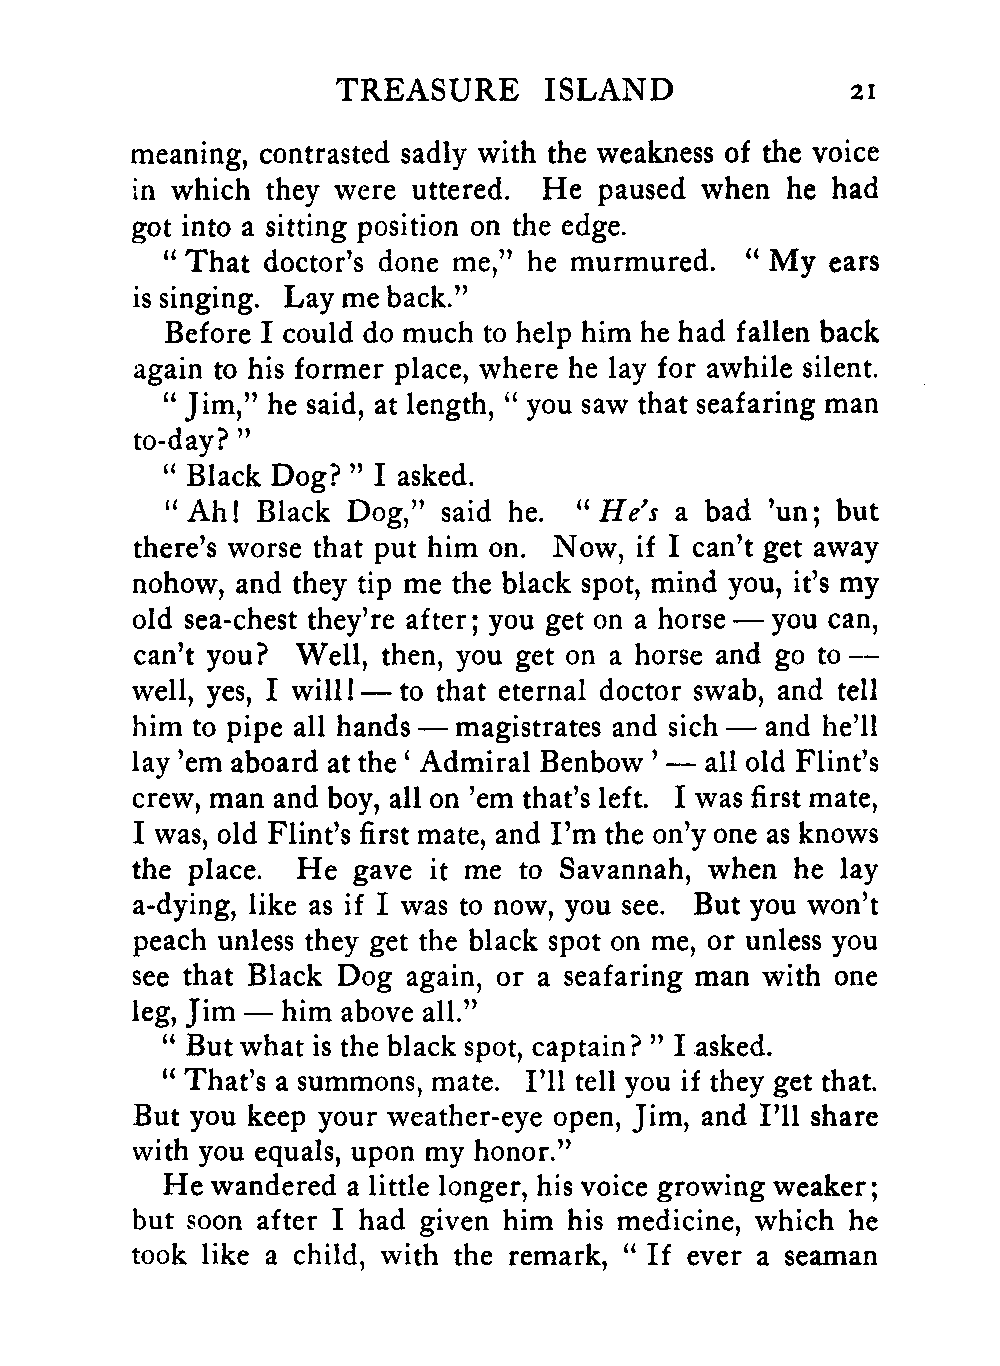 TREASURE ISLAND 21
meaning, contrasted sadly with the weakness of the voice
in which they were uttered. He paused when he had
got into a sitting position on the edge.
“ That doctor’s done me,” he murmured. “ My ears
is singing. Lay me back.”
Before I could do much to help him he had fallen back
again to his former place, where he lay for awhile silent.
“ Jim,” he said, at length, “ you saw that seafaring man
to-day? ”
“ Black Dog? ” I asked.
“ Ah! Black Dog,” said he. “ He’s a bad ’un; but
there’s worse that put him on. Now, if I can’t get away
nohow, and they tip me the black spot, mind you, it’s my
old sea-chest they’re after; you get on a horse — you can,
can’t you? Well, then, you get on a horse and go to —
well, yes, I will! — to that eternal doctor swab, and tell
him to pipe all hands — magistrates and sich — and he’ll
lay ’em aboard at the ‘ Admiral Benbow ’ — all old Flint’s
crew, man and boy, all on ’em that’s left. I was first mate,
I was, old Flint’s first mate, and I’m the on’y one as knows
the place. He gave it me to Savannah, when he lay
a-dying, like as if I was to now, you see. But you won’t
peach unless they get the black spot on me, or unless you
see that Black Dog again, or a seafaring man with one
leg, Jim — him above all.”
“ But what is the black spot, captain? ” I asked.
“ That’s a summons, mate. I’ll tell you if they get that.
But you keep your weather-eye open, Jim, and I’ll share
with you equals, upon my honor.”
He wandered a little longer, his voice growing weaker;
but soon after I had given him his medicine, which he
took like a child, with the remark, “ If ever a seaman